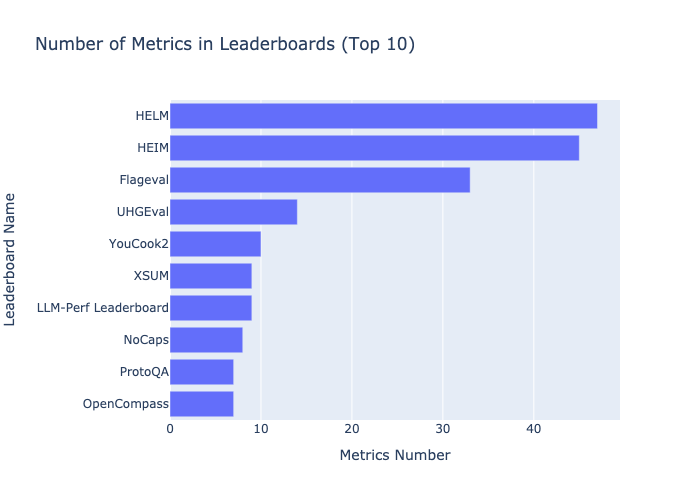 Number of Metrics in Leaderboards (Top 10)
Leaderboard Name
HELM
HEIM
Flageval
UHGEval
YouCook2
XSUM
LLM-Perf Leaderboard
NoCaps
ProtoQA
OpenCompass
0 10 20 30 40
Metrics Number